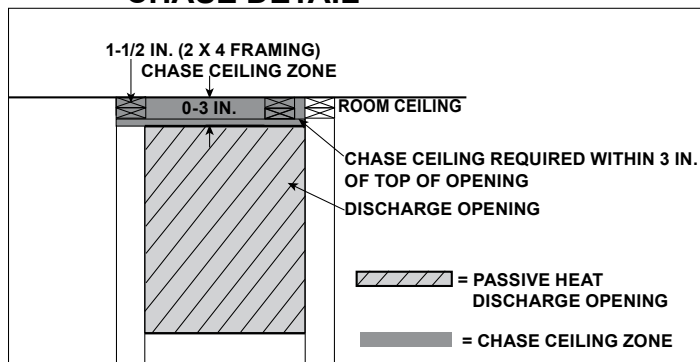 CHASE DETAIL
1-1/2 IN. (2 X 4 FRAMING)
CHASE CEILING ZONE
0-3 IN.
ROOM CEILING
CHASE CEILING REQUIRED WITHIN 3 IN.
OF TOP OF OPENING
DISCHARGE OPENING
= PASSIVE HEAT
DISCHARGE OPENING
= CHASE CEILING ZONE